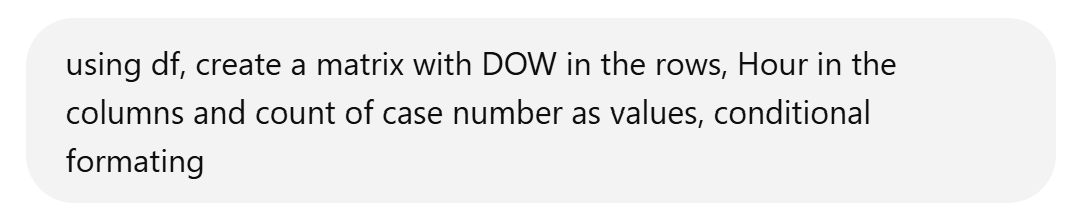 using df, create a matrix with DOW in the rows, Hour in the
columns and count of case number as values, conditional
formating